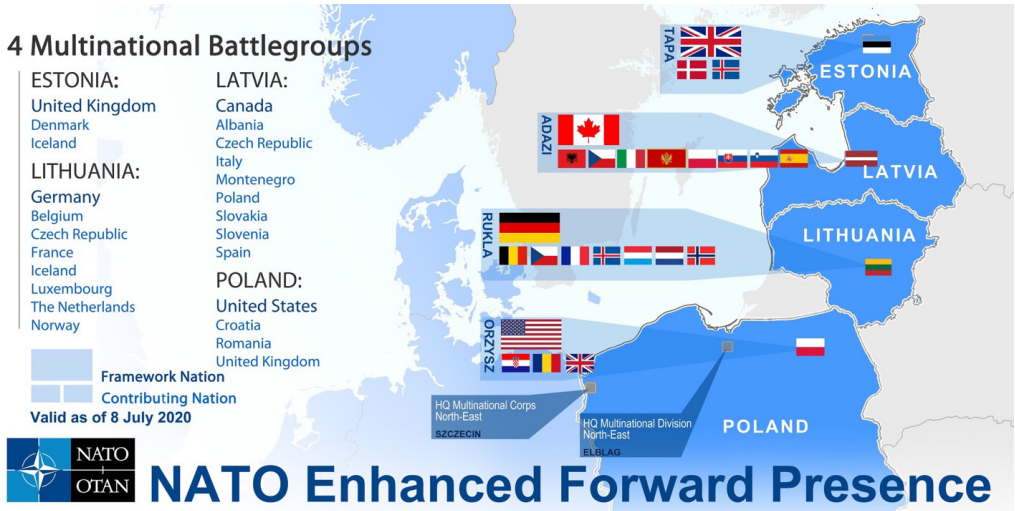 4 Multinational Battlegroups
ESTONIA:
United Kingdom
Denmark
Iceland
LITHUANIA:
Germany
Belgium
Czech Republic
France
Iceland
Luxembourg
The Netherlands
Norway
LATVIA:
Canada
Albania
Czech Republic
Italy
Montenegro
Poland
Slovakia
Slovenia
Spain
POLAND:
United States
Croatia
Romania
United Kingdom
Framework Nation
Contributing Nation
Valid as of 8 July 2020
TAPA
ESTONIA
ADAZI
LATVIA
RUKLA
LITHUANIA
ORZYSZ
HQ Multinational Corps
North-East
SZCZECIN
HQ Multinational Division
North-East
ELBLAG
POLAND
NATO
OTAN
NATO Enhanced Forward Presence